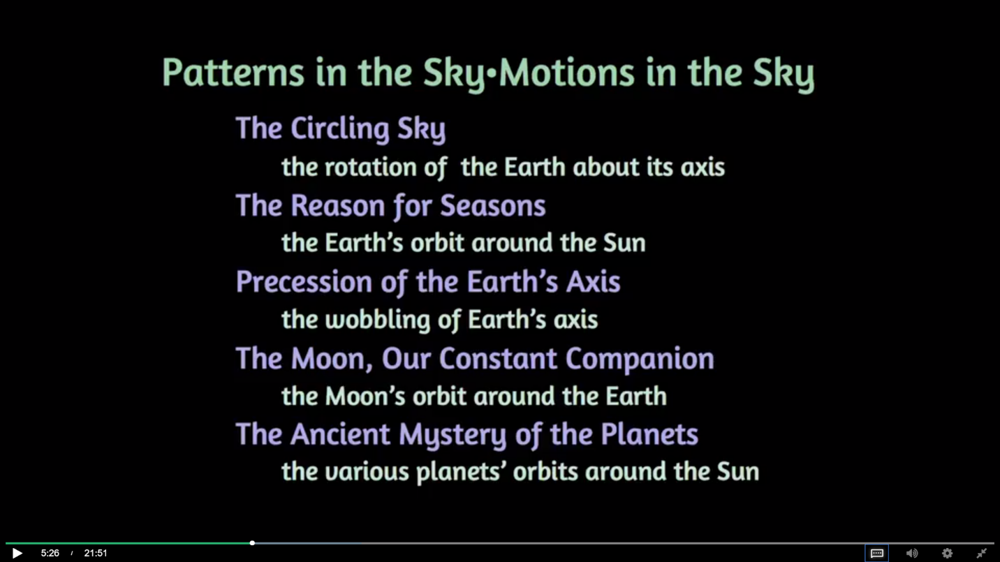 Patterns in the Sky•Motions in the Sky
The Circling Sky
the rotation of  the Earth about its axis
The Reason for Seasons
the Earth’s orbit around the Sun
Precession of the Earth’s Axis
the wobbling of Earth’s axis
The Moon, Our Constant Companion
the Moon’s orbit around the Earth
The Ancient Mystery of the Planets
the various planets’ orbits around the Sun
5:26 / 21:51